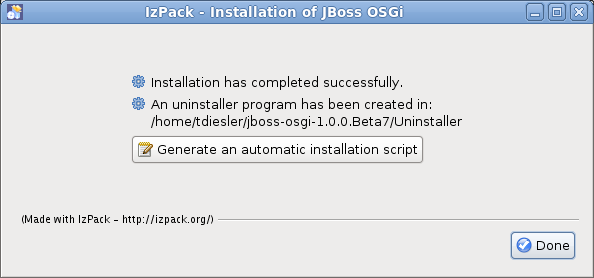 IzPack - Installation of JBoss OSGi
Installation has completed successfully.
An uninstaller program has been created in:
/home/tdiesler/jboss-osgi-1.0.0.Beta7/Uninstaller
Generate an automatic installation script
(Made with IzPack - http://izpack.org/)
Done